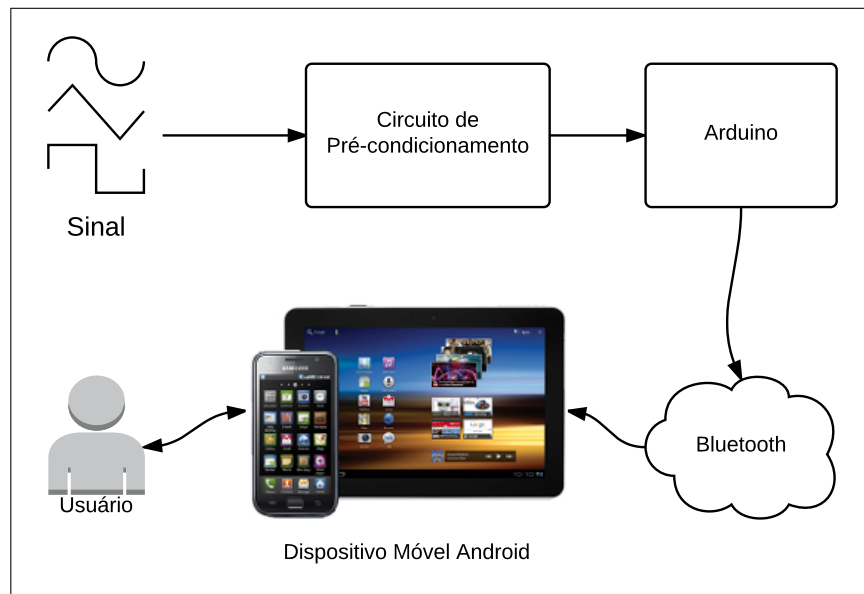 Sinal
Circuito de
Pré-condicionamento
Arduino
Bluetooth
Usuário
Dispositivo Móvel Android